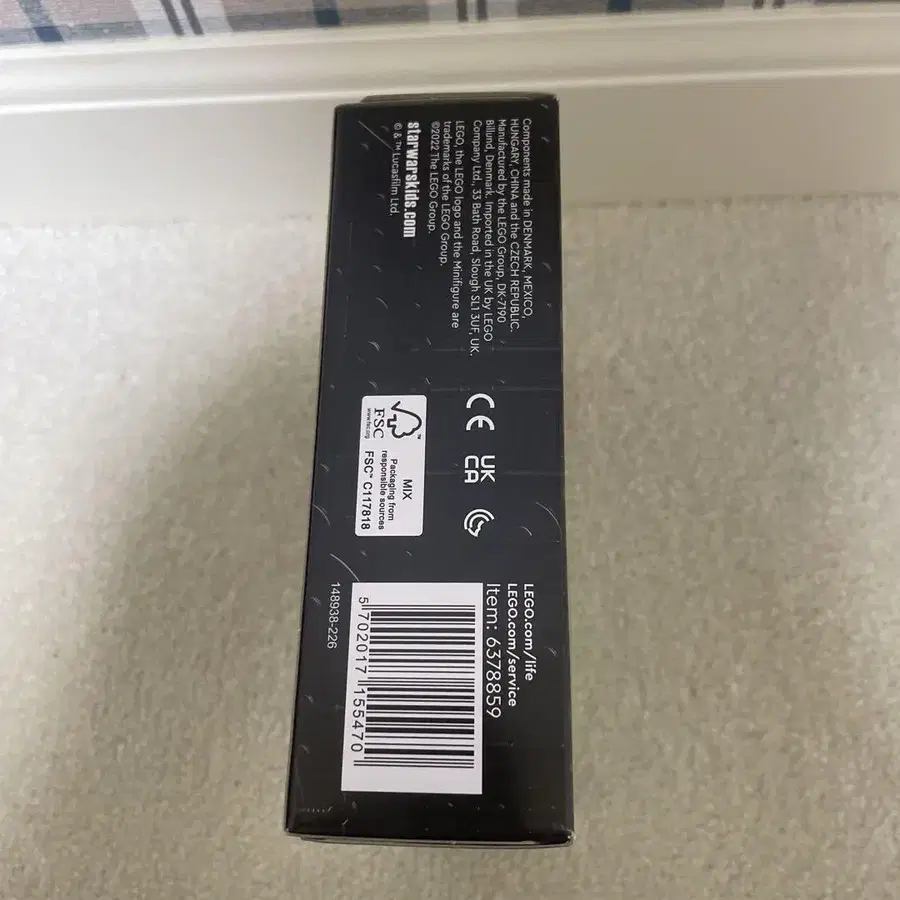 Components made in DENMARK, MEXICO,
HUNGARY, CHINA and the CZECH REPUBLIC.
Manufactured by the LEGO Group, DK-7190
Billund, Denmark. Imported in the UK by LEGO
Company Ltd., 33 Bath Road, Slough SL1 3UF, UK.
LEGO, the LEGO logo and the Minifigure are
trademarks of the LEGO Group.
©2022 The LEGO Group.
starwarskids.com
© & ™ Lucasfilm Ltd.
CE
UK
CA
™
FSC
www.fsc.org
MIX
Packaging from
responsible sources
FSC™ C117818
LEGO.com/life
LEGO.com/service
Item: 6378859
5 702017 155470
148938-226